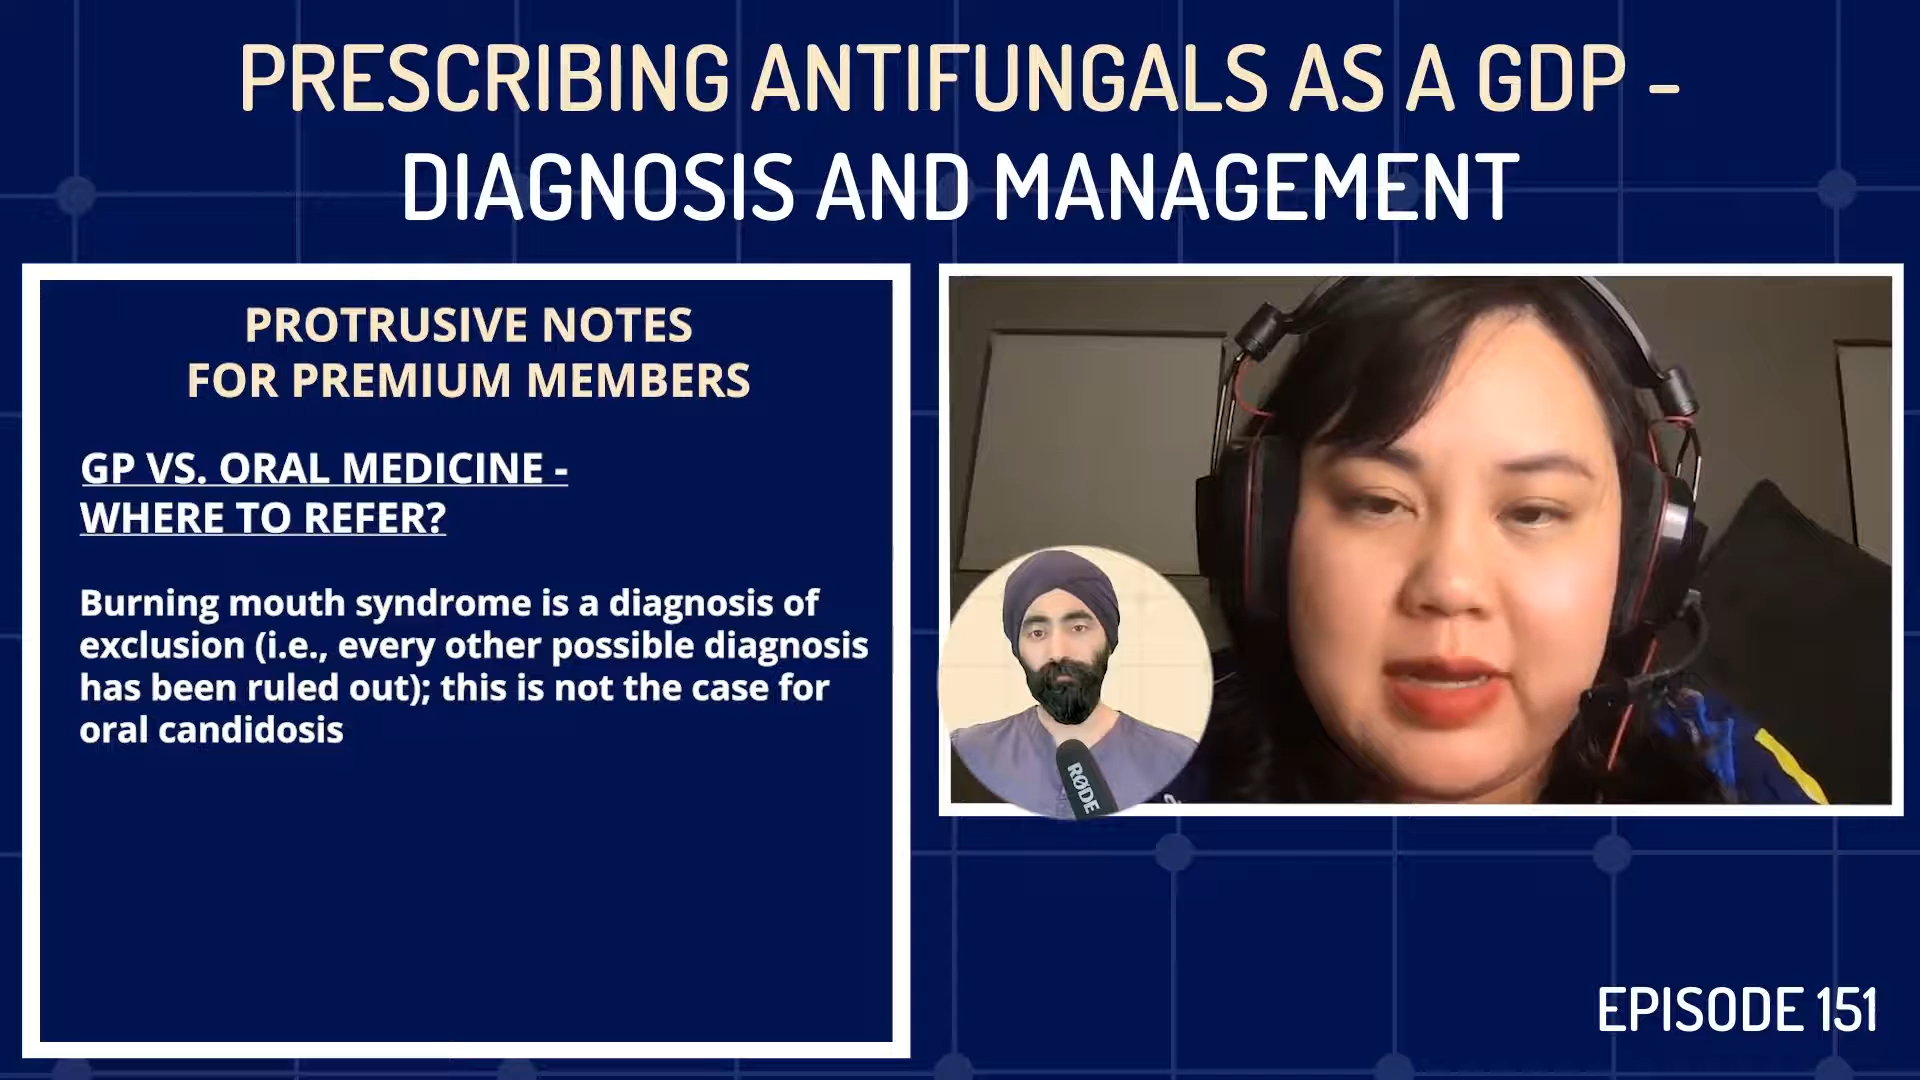 PRESCRIBING ANTIFUNGALS AS A GDP -
DIAGNOSIS AND MANAGEMENT
PROTRUSIVE NOTES
FOR PREMIUM MEMBERS
GP VS. ORAL MEDICINE -
WHERE TO REFER?
Burning mouth syndrome is a diagnosis of
exclusion (i.e., every other possible diagnosis
has been ruled out); this is not the case for
oral candidosis
RØDE
EPISODE 151